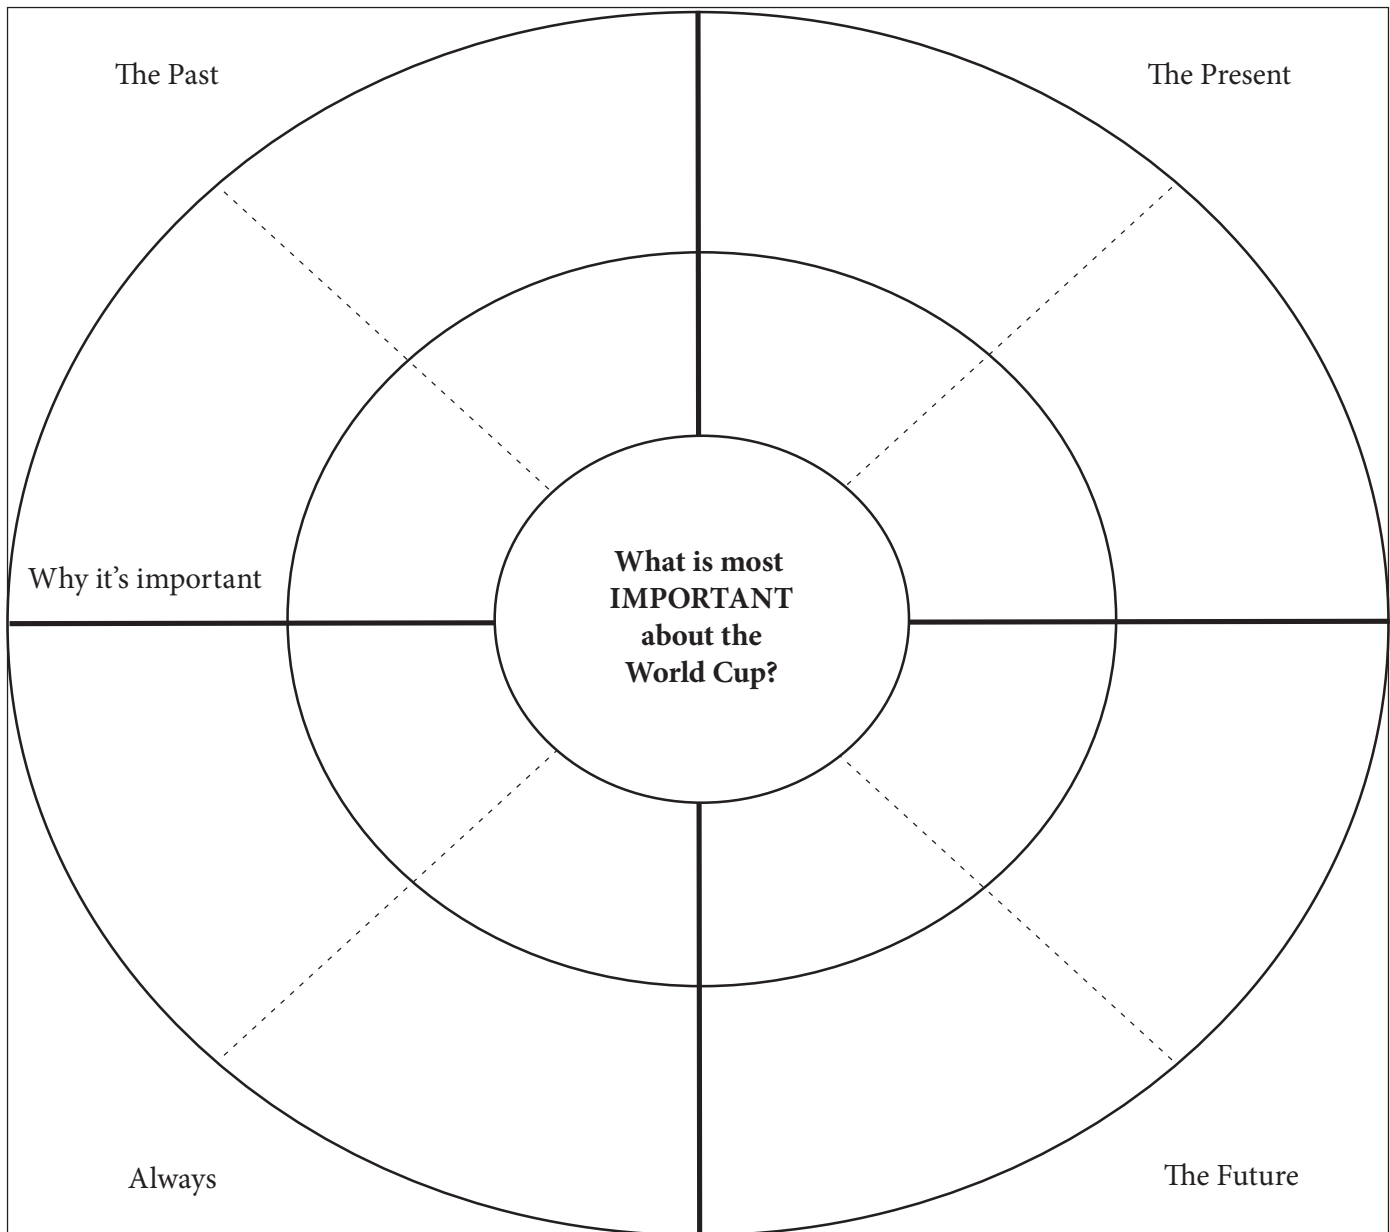 The Past
The Present
Why it's important
What is most
IMPORTANT
about the
World Cup?
Always
The Future